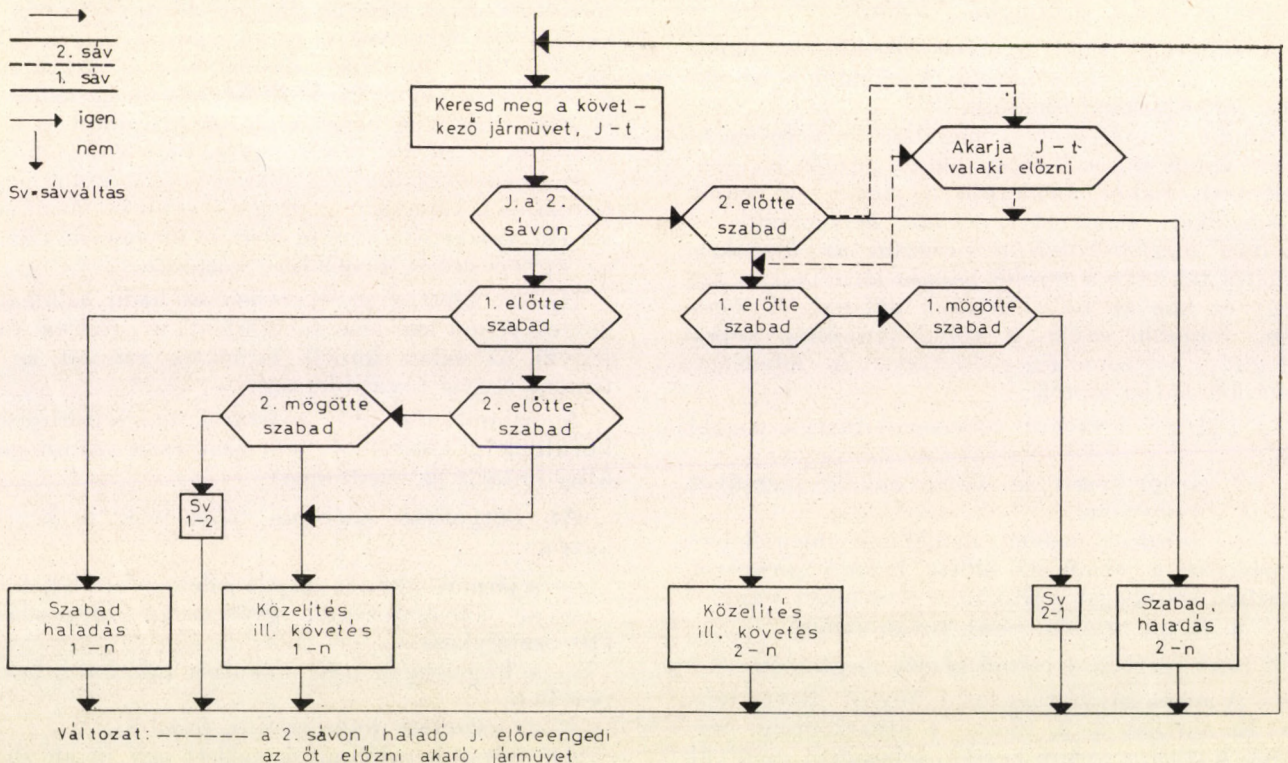 2. sáv
1. sáv
igen
nem
Sv=sávváltás
Keresd meg a követ-
kező járművet, J-t
J. a 2.
sávon
2. előtte
szabad
Akarja J-t
valaki előzni
1. előtte
szabad
1. előtte
szabad
1. mögötte
szabad
2. mögötte
szabad
2. előtte
szabad
Sv
1-2
Szabad
haladás
1-n
Közelítés
ill. követés
1-n
Közelítés
ill. követés
2-n
Sv
2-1
Szabad,
haladás
2-n
Változat: ------ a 2. sávon haladó J. előreengedi
az őt előzni akaró járművet